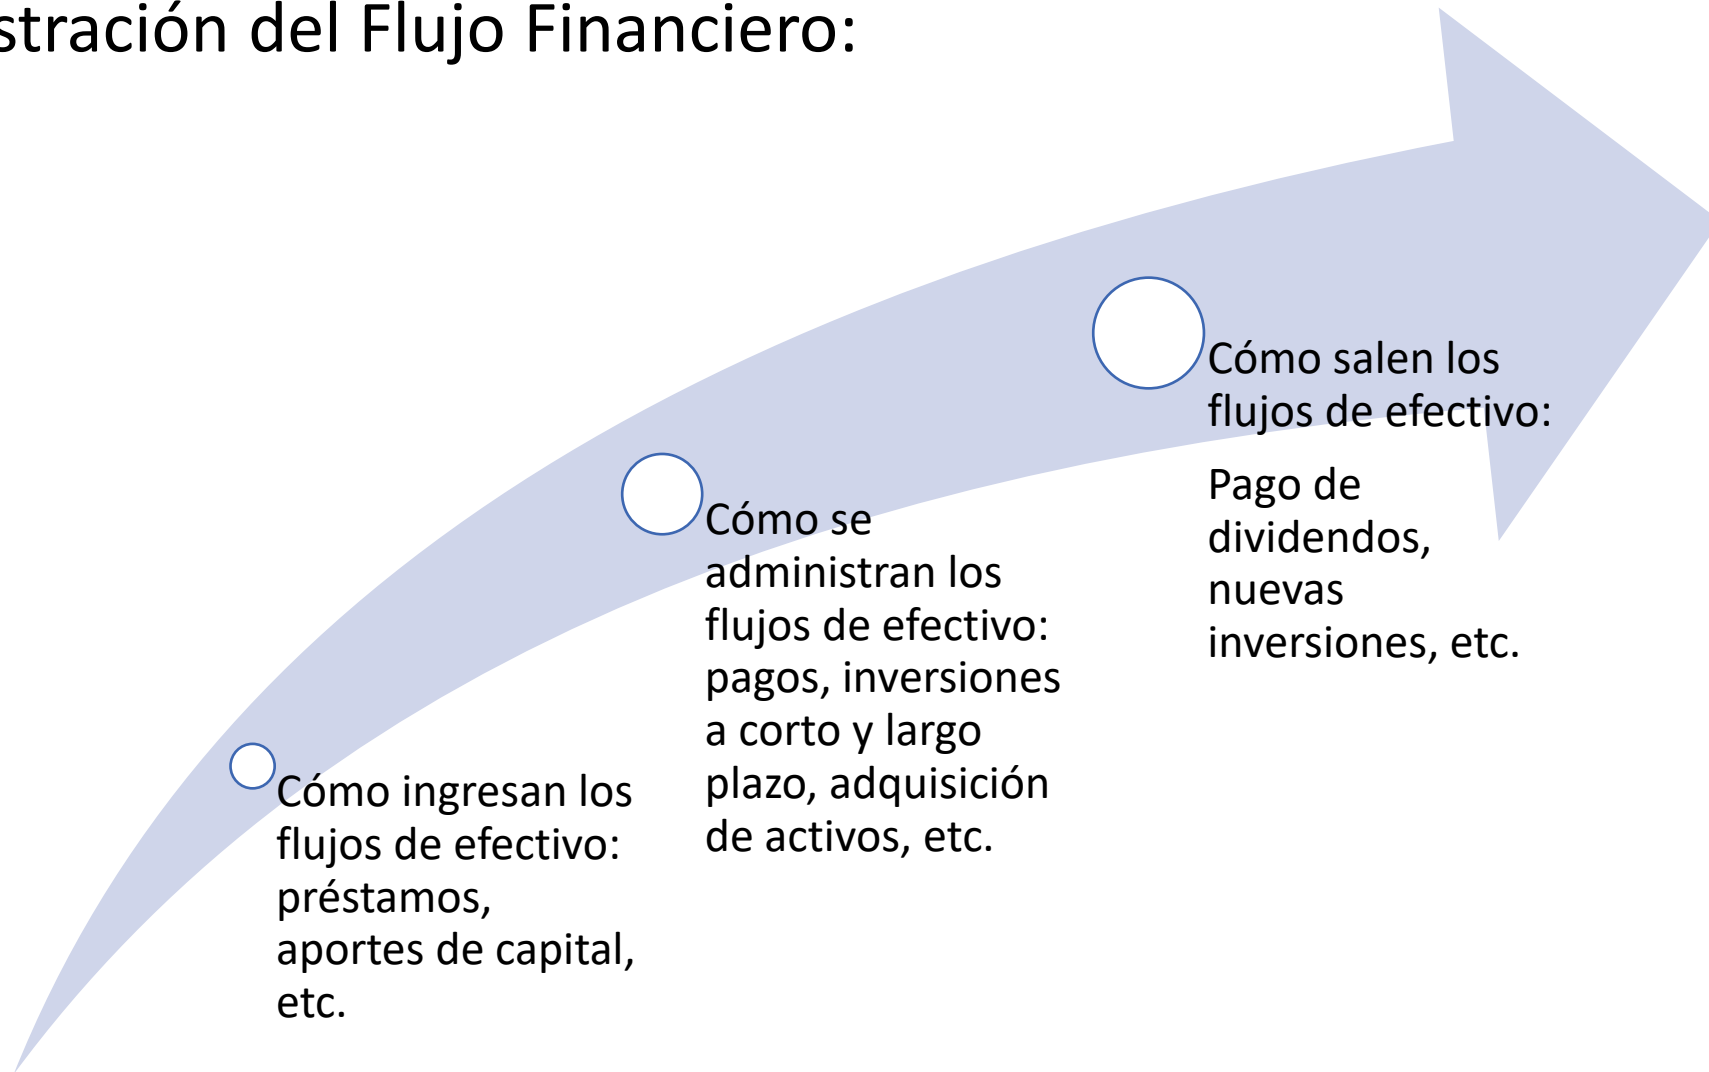 stración del Flujo Financiero:
Cómo ingresan los
flujos de efectivo:
préstamos,
aportes de capital,
etc.
Cómo se
administran los
flujos de efectivo:
pagos, inversiones
a corto y largo
plazo, adquisición
de activos, etc.
Cómo salen los
flujos de efectivo:
Pago de
dividendos,
nuevas
inversiones, etc.